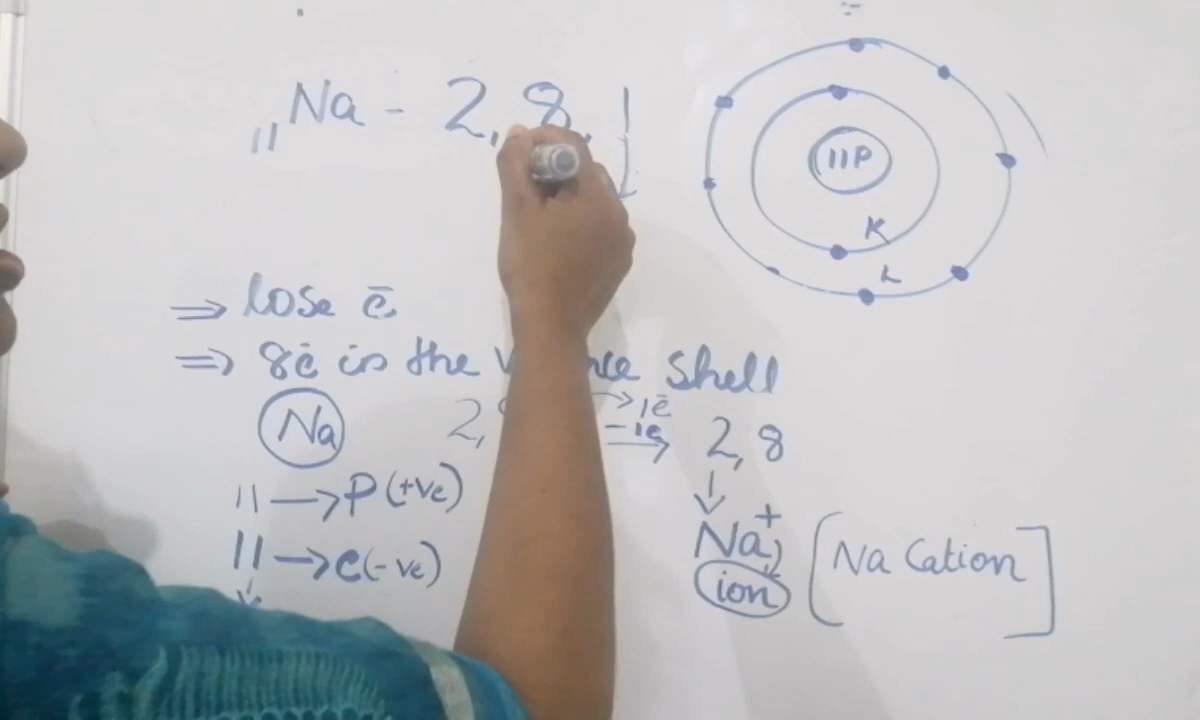 11Na - 2, 8, 1
11P
K
L
⇒ lose ē
⇒ 8ē in the shell
Na 2, → 1ē
-1e → 2, 8
11 → P (+ve)
11 → e (-ve)
Na+
ion
[Na Cation]